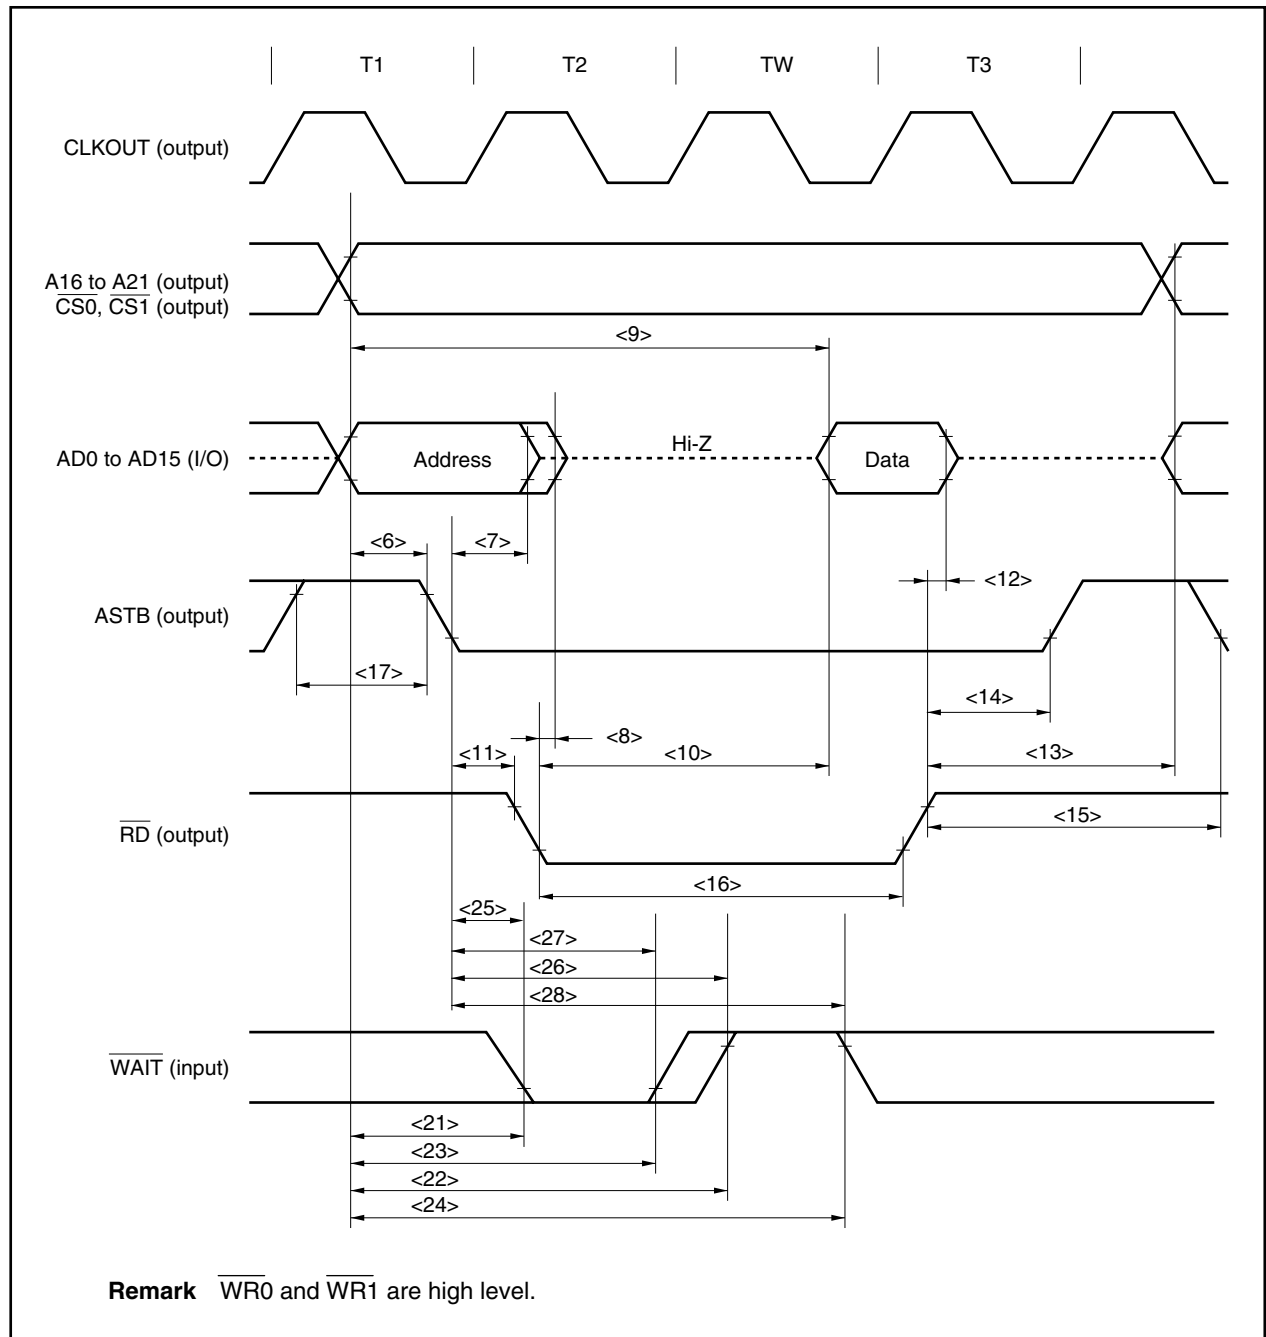 T1 T2 TW T3
CLKOUT (output)
A16 to A21 (output)
CS0, CS1 (output)
<9>
Hi-Z
AD0 to AD15 (I/O)
Address
Data
<6>
<7>
<12>
ASTB (output)
<17>
<14>
<8>
<11>
<10>
<13>
<15>
RD (output)
<16>
<25>
<27>
<26>
<28>
WAIT (input)
<21>
<23>
<22>
<24>
Remark WR0 and WR1 are high level.